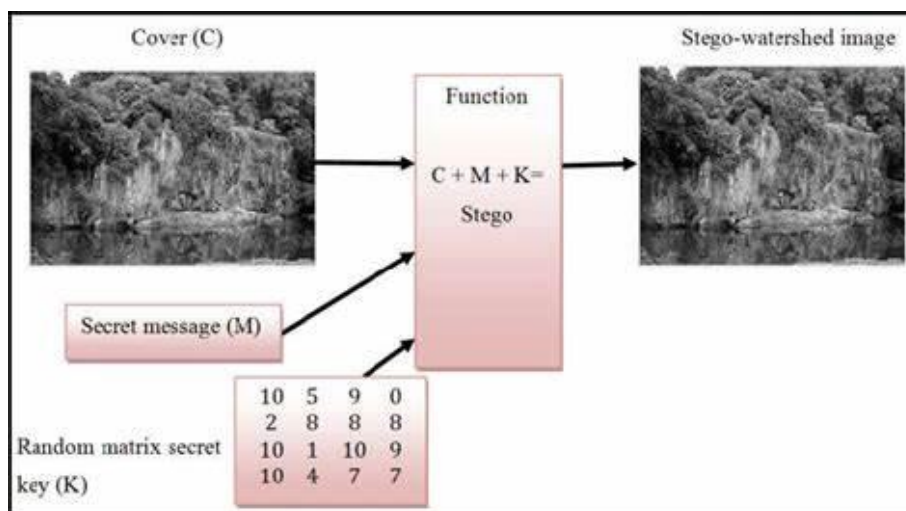 Cover (C)
Stego-watershed image
Function
C + M + K=
Stego
Secret message (M)
Random matrix secret
key (K)
10 5 9 0
2 8 8 8
10 1 10 9
10 4 7 7